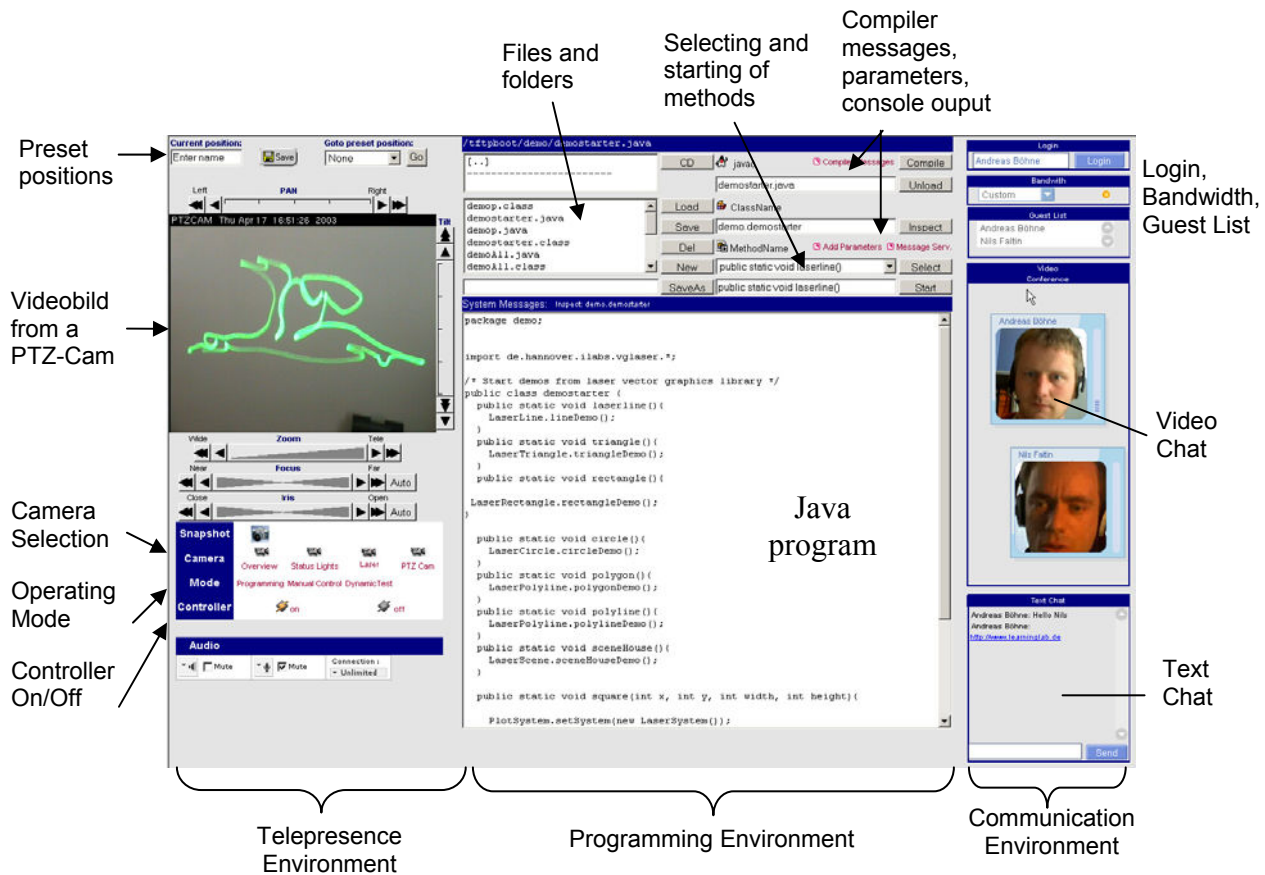 Files and
folders
Selecting and
starting of
methods
Compiler
messages,
parameters,
console ouput
Preset
positions
Videobild
from a
PTZ-Cam
Camera
Selection
Operating
Mode
Controller
On/Off
Current position:
Goto preset position:
Enter name
Save
None
Go
Left
PAN
Right
PTZCAM Thu Apr 17 16:51:26 2003
Tilt
Wide
Zoom
Tele
Near
Focus
Far
Auto
Close
Iris
Open
Auto
Snapshot
Camera
Overview
Status Lights
Laser
PTZ Cam
Mode
Programming
Manual Control
DynamicTest
Controller
on
off
Audio
Mute
Mute
Connection:
Unlimited
/tftpboot/demo/demostarter.java
[..]
-----------------------
CD
javac
Compiler Messages
Compile
demostarter.java
Unload
demop.class
demostarter.java
demop.java
demostarter.class
demoAll.java
demoAll.class
Load
ClassName
Save
demo.demostarter
Inspect
Del
MethodName
Add Parameters
Message Serv.
New
public static void laserline()
Select
SaveAs
public static void laserline()
Start
System Messages: Inspect: demo.demostarter
package demo;
import de.hannover.ilabs.vglaser.*;
/* Start demos from laser vector graphics library */
public class demostarter {
public static void laserline(){
LaserLine.lineDemo();
}
public static void triangle(){
LaserTriangle.triangleDemo();
}
public static void rectangle(){
LaserRectangle.rectangleDemo();
}
public static void circle(){
LaserCircle.circleDemo();
}
public static void polygon(){
LaserPolyline.polygonDemo();
}
public static void polyline(){
LaserPolyline.polylineDemo();
}
public static void sceneHouse(){
LaserScene.sceneHouseDemo();
}
public static void square(int x, int y, int width, int height){
PlotSystem.setSystem(new LaserSystem());
Java
program
Login
Andreas Böhne
Login
Bandwith
Custom
Guest List
Andreas Böhne
Nils Faltin
Video
Conference
Andreas Böhne
Nils Faltin
Text Chat
Andreas Böhne: Hello Nils
Andreas Böhne:
http://www.learninglab.de
Send
Login,
Bandwidth,
Guest List
Video
Chat
Text
Chat
Telepresence
Environment
Programming Environment
Communication
Environment